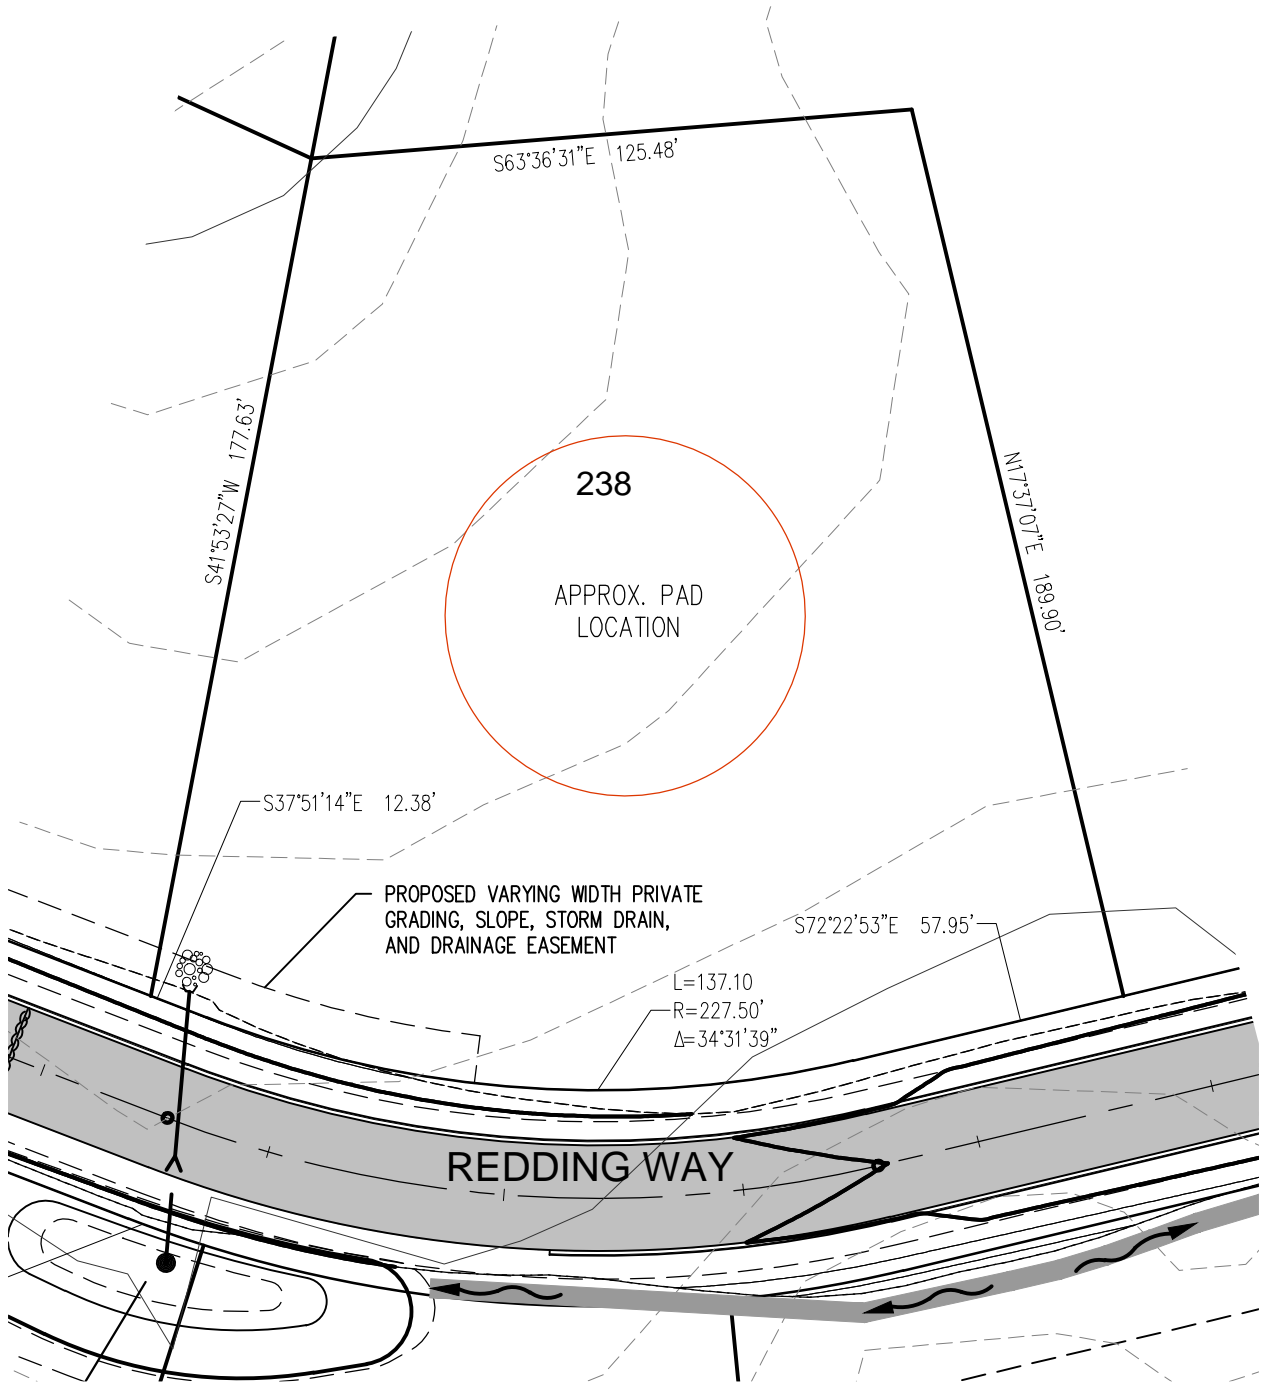 S63°36'31"E 125.48'
S41°53'27"W 177.63'
238
N17°37'07"E 189.90'
APPROX. PAD
LOCATION
S37°51'14"E 12.38'
PROPOSED VARYING WIDTH PRIVATE
GRADING, SLOPE, STORM DRAIN,
AND DRAINAGE EASEMENT
S72°22'53"E 57.95'
L=137.10
R=227.50'
Δ=34°31'39"
REDDING WAY